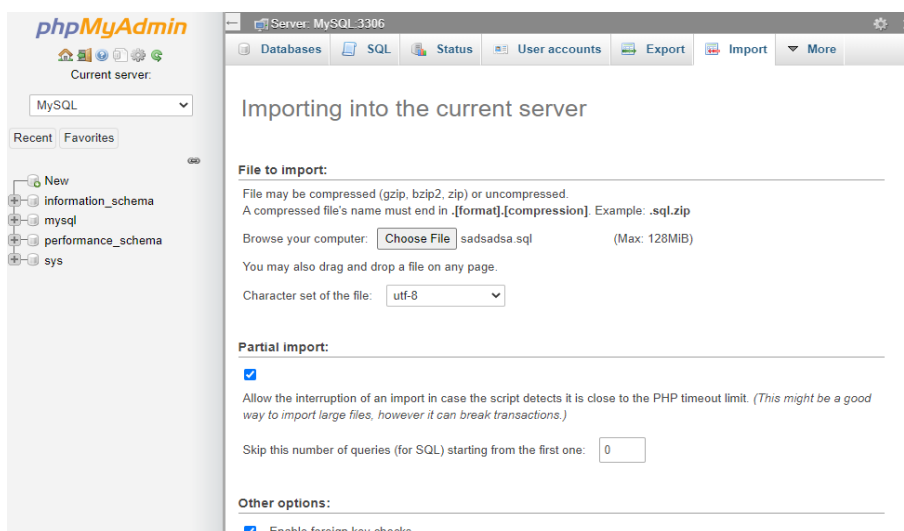 phpMyAdmin
Current server:
MySQL
Recent Favorites
New
information_schema
mysql
performance_schema
sys
Server: MySQL:3306
Databases SQL Status User accounts Export Import More
Importing into the current server
File to import:
File may be compressed (gzip, bzip2, zip) or uncompressed.
A compressed file's name must end in .[format].[compression]. Example: .sql.zip
Browse your computer: Choose File sadsadsa.sql (Max: 128MiB)
You may also drag and drop a file on any page.
Character set of the file: utf-8
Partial import:
Allow the interruption of an import in case the script detects it is close to the PHP timeout limit. (This might be a good
way to import large files, however it can break transactions.)
Skip this number of queries (for SQL) starting from the first one: 0
Other options:
Enable foreign key checks